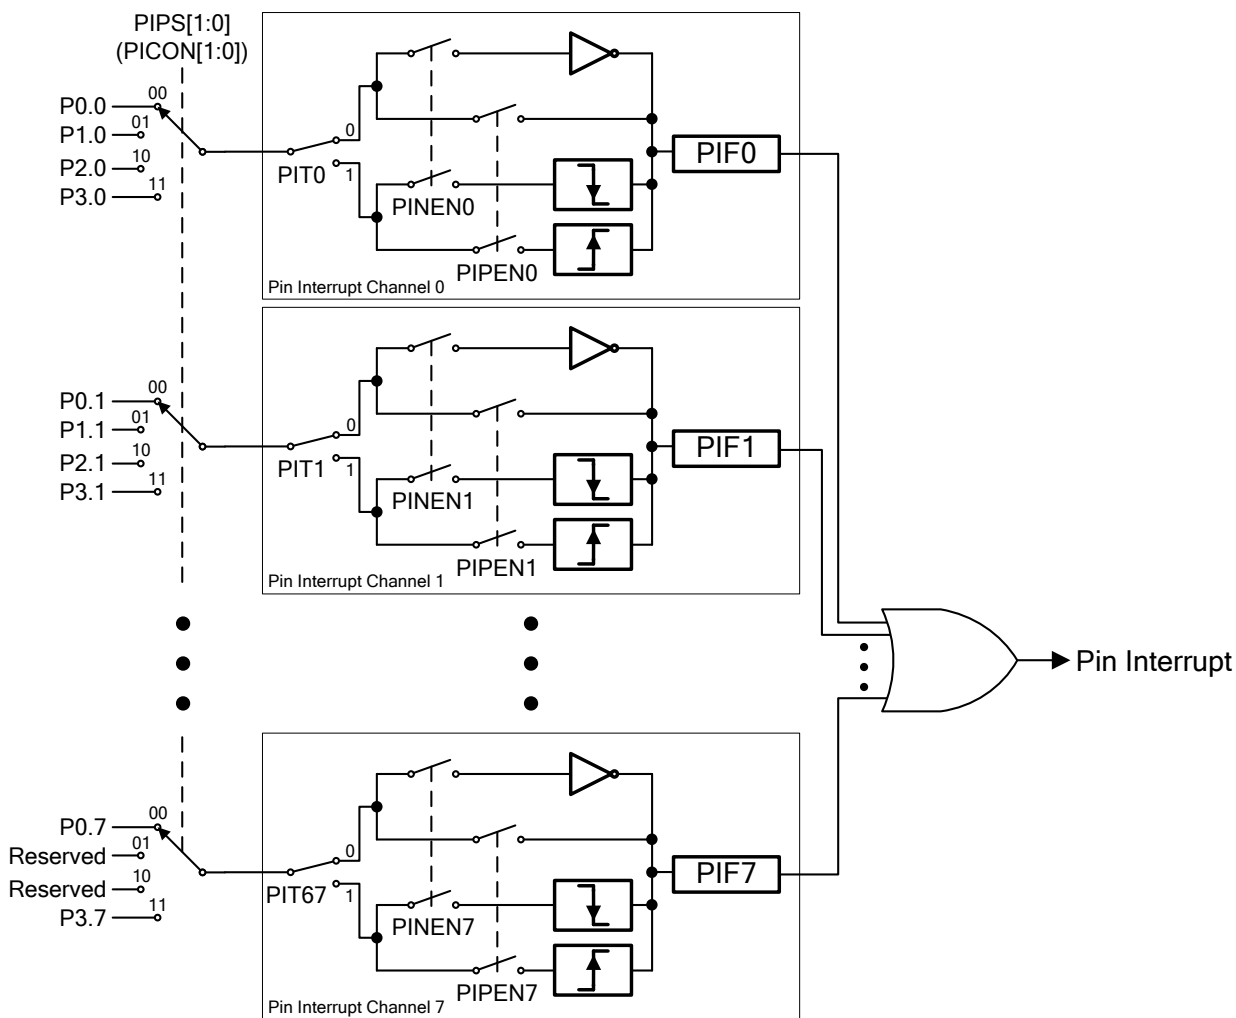 PIPS[1:0]
(PICON[1:0])
00
P0.0
01
P1.0
10
P2.0
11
P3.0
0
PIT0
1
PINEN0
PIPEN0
PIF0
Pin Interrupt Channel 0
00
P0.1
01
P1.1
10
P2.1
11
P3.1
0
PIT1
1
PINEN1
PIPEN1
PIF1
Pin Interrupt Channel 1
Pin Interrupt
00
P0.7
01
Reserved
10
Reserved
11
P3.7
0
PIT67
1
PINEN7
PIPEN7
PIF7
Pin Interrupt Channel 7